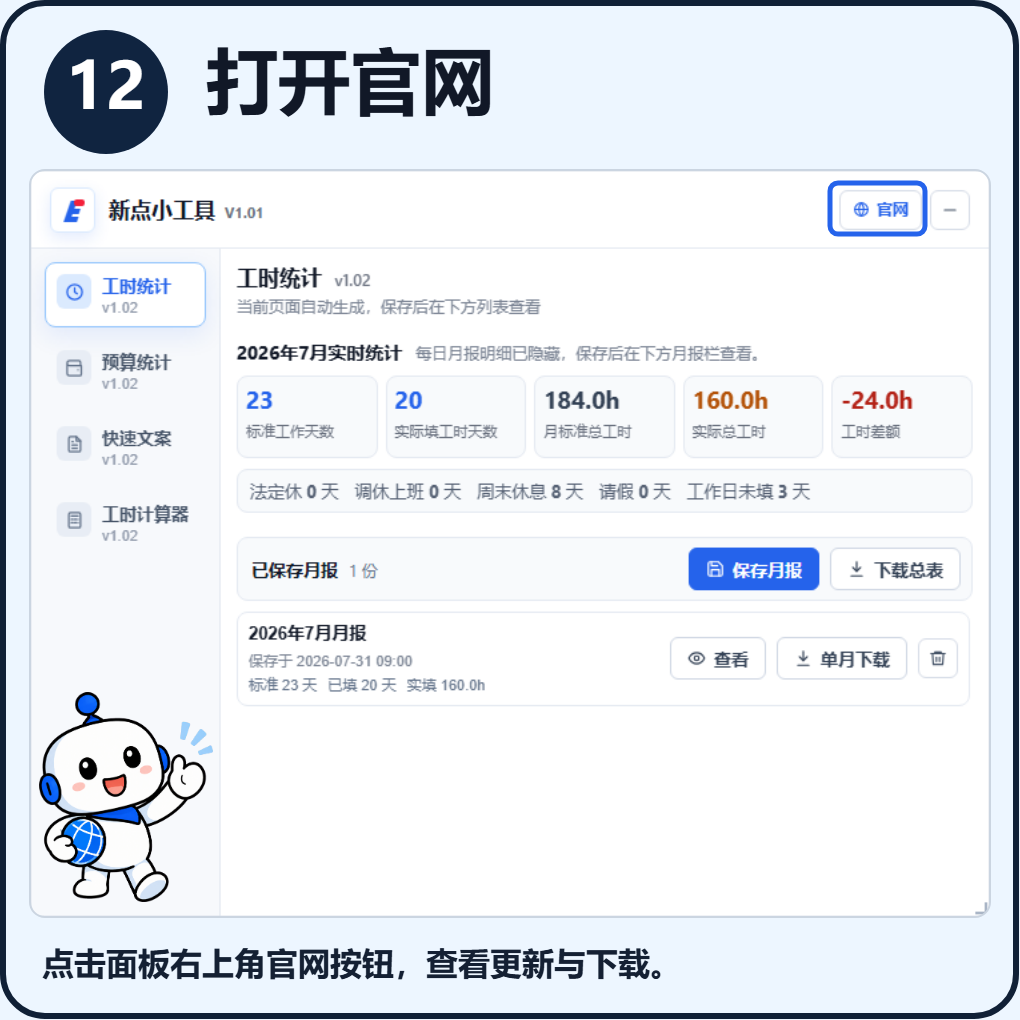 12 打开官网
新点小工具 V1.01
官网
工时统计
v1.02
预算统计
v1.02
快速文案
v1.02
工时计算器
v1.02
工时统计 v1.02
当前页面自动生成，保存后在下方列表查看
2026年7月实时统计 每日月报明细已隐藏，保存后在下方月报栏查看。
23
标准工作天数
20
实际填工时天数
184.0h
月标准总工时
160.0h
实际总工时
-24.0h
工时差额
法定休 0 天 调休上班 0 天 周末休息 8 天 请假 0 天 工作日未填 3 天
已保存月报 1 份
保存月报
下载总表
2026年7月月报
保存于 2026-07-31 09:00
标准 23 天 已填 20 天 实填 160.0h
查看
单月下载
点击面板右上角官网按钮，查看更新与下载。